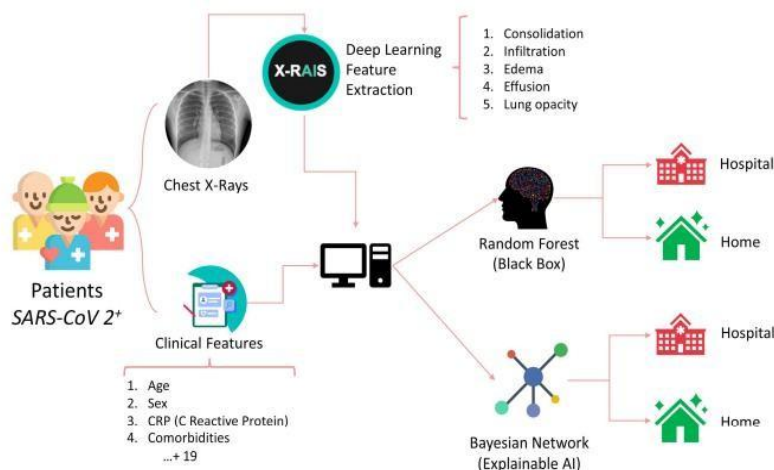 X-RAIS
Deep Learning
Feature
Extraction
1. Consolidation
2. Infiltration
3. Edema
4. Effusion
5. Lung opacity
Chest X-Rays
Patients
SARS-CoV 2+
Clinical Features
1. Age
2. Sex
3. CRP (C Reactive Protein)
4. Comorbidities
...+ 19
Random Forest
(Black Box)
Hospital
Home
Bayesian Network
(Explainable AI)
Hospital
Home